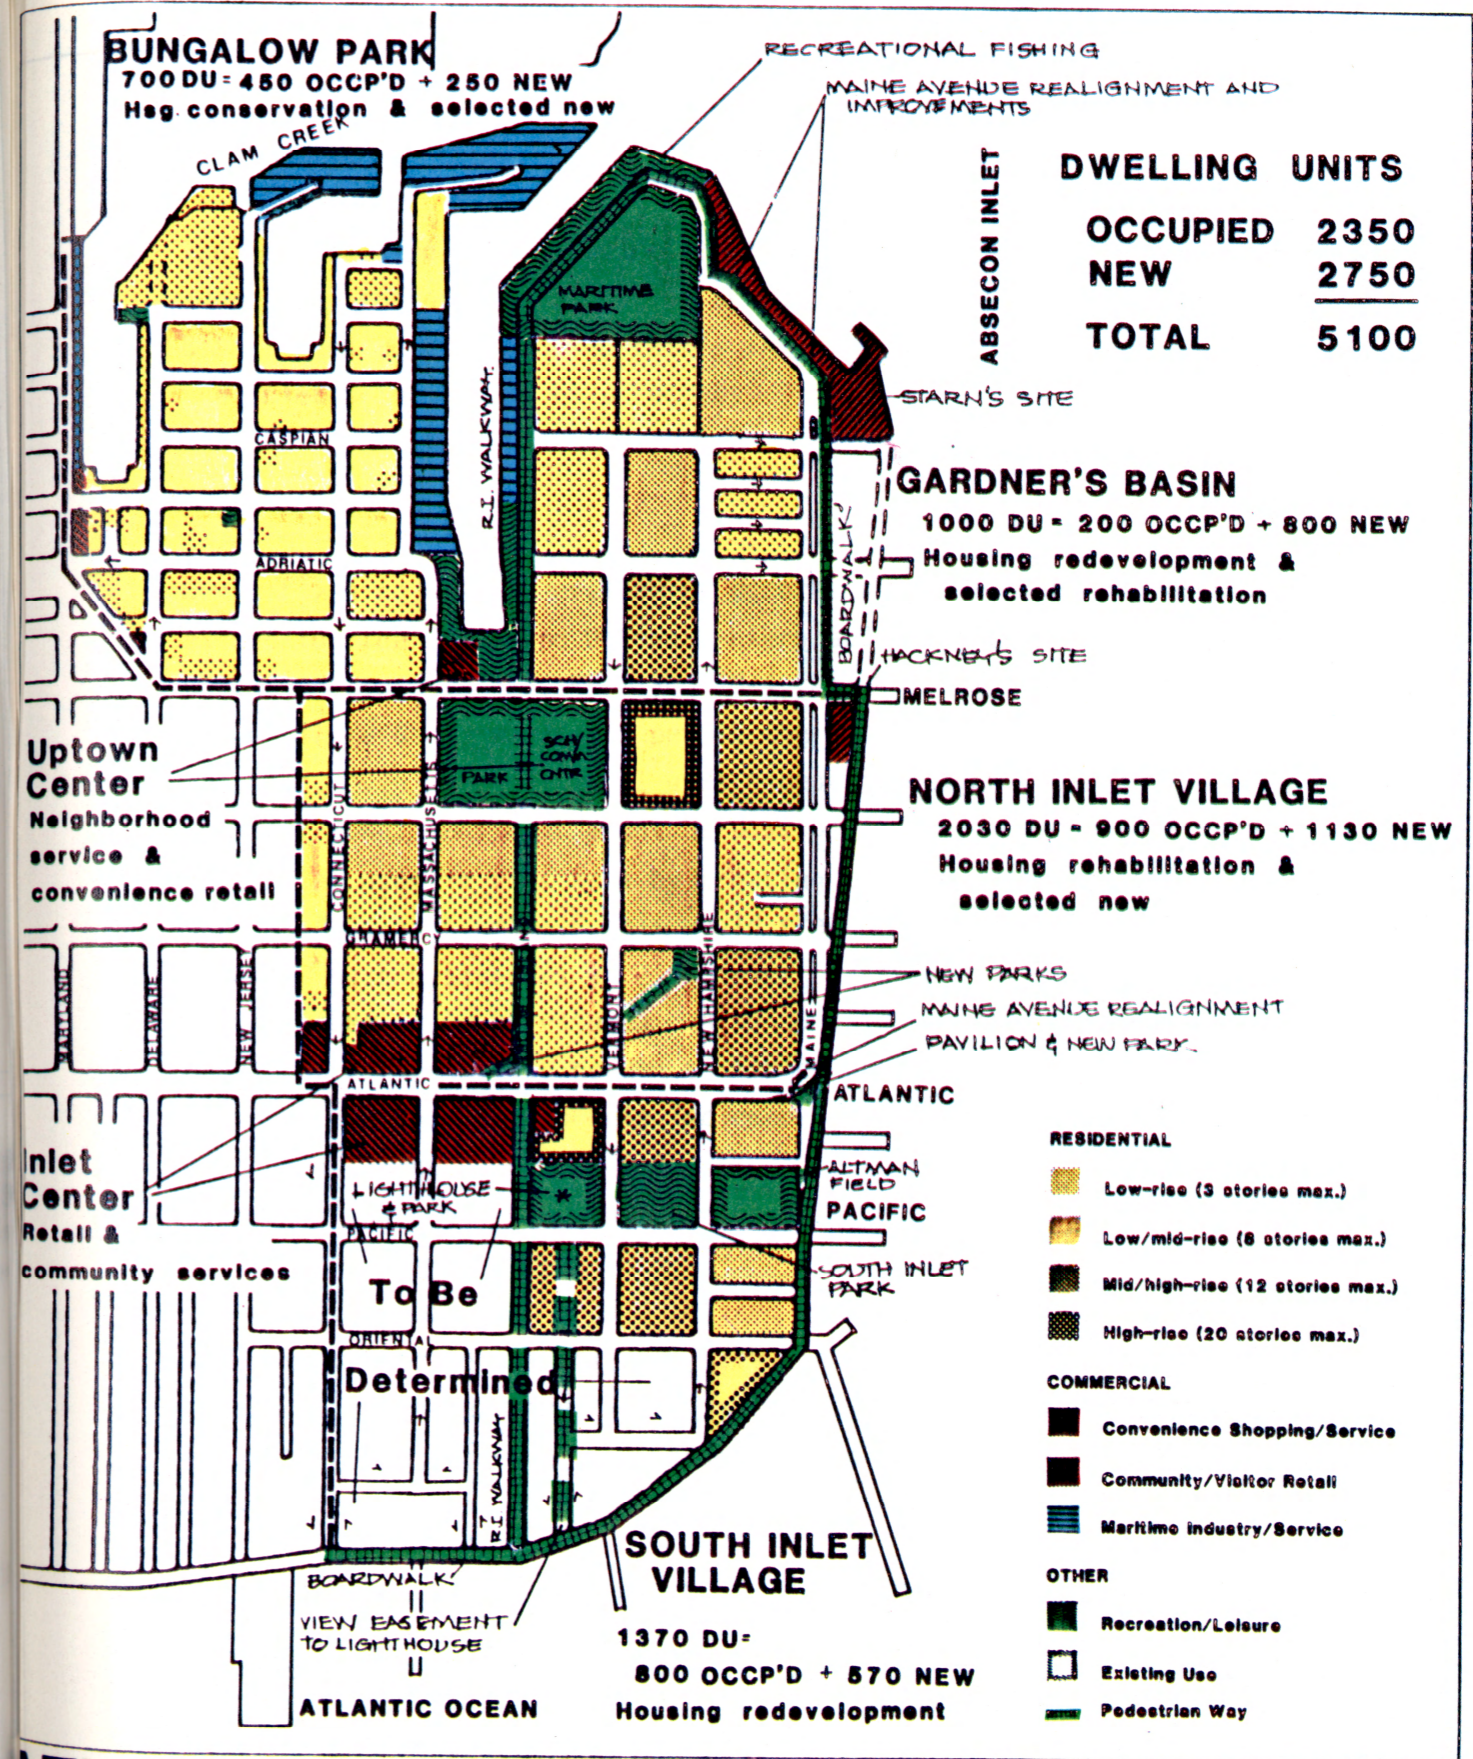 BUNGALOW PARK
700 DU = 450 OCCP'D + 250 NEW
Hsg. conservation & selected new
CLAM CREEK
RECREATIONAL FISHING
MAINE AVENUE REALIGNMENT AND
IMPROVEMENTS
ABSECON INLET
DWELLING UNITS
OCCUPIED 2350
NEW 2750
TOTAL 5100
MARITIME
PARK
R.I. WALKWAY
STARN'S SITE
CASPIAN
GARDNER'S BASIN
1000 DU = 200 OCCP'D + 800 NEW
Housing redevelopment &
selected rehabilitation
BOARDWALK
ADRIATIC
HACKNEY'S SITE
MELROSE
Uptown
Center
Neighborhood
service &
convenience retail
PARK
SCH/
COMM
CNTR
CONNECTICUT
MASSACHUSETTS
NORTH INLET VILLAGE
2030 DU = 900 OCCP'D + 1130 NEW
Housing rehabilitation &
selected new
GRAMERCY
MARYLAND
DELAWARE
NEW JERSEY
VERMONT
NEW HAMPSHIRE
MAINE
NEW PARKS
MAINE AVENUE REALIGNMENT
PAVILION & NEW PARK
ATLANTIC
ATLANTIC
Inlet
Center
Retail &
community services
LIGHTHOUSE
& PARK
PACIFIC
ALTMAN
FIELD
PACIFIC
SOUTH INLET
PARK
To Be
ORIENTAL
Determined
R.I. WALKWAY
BOARDWALK
VIEW EASEMENT
TO LIGHTHOUSE
ATLANTIC OCEAN
SOUTH INLET
VILLAGE
1370 DU=
800 OCCP'D + 570 NEW
Housing redevelopment
RESIDENTIAL
Low-rise (3 stories max.)
Low/mid-rise (6 stories max.)
Mid/high-rise (12 stories max.)
High-rise (20 stories max.)
COMMERCIAL
Convenience Shopping/Service
Community/Visitor Retail
Maritime Industry/Service
OTHER
Recreation/Leisure
Existing Use
Pedestrian Way